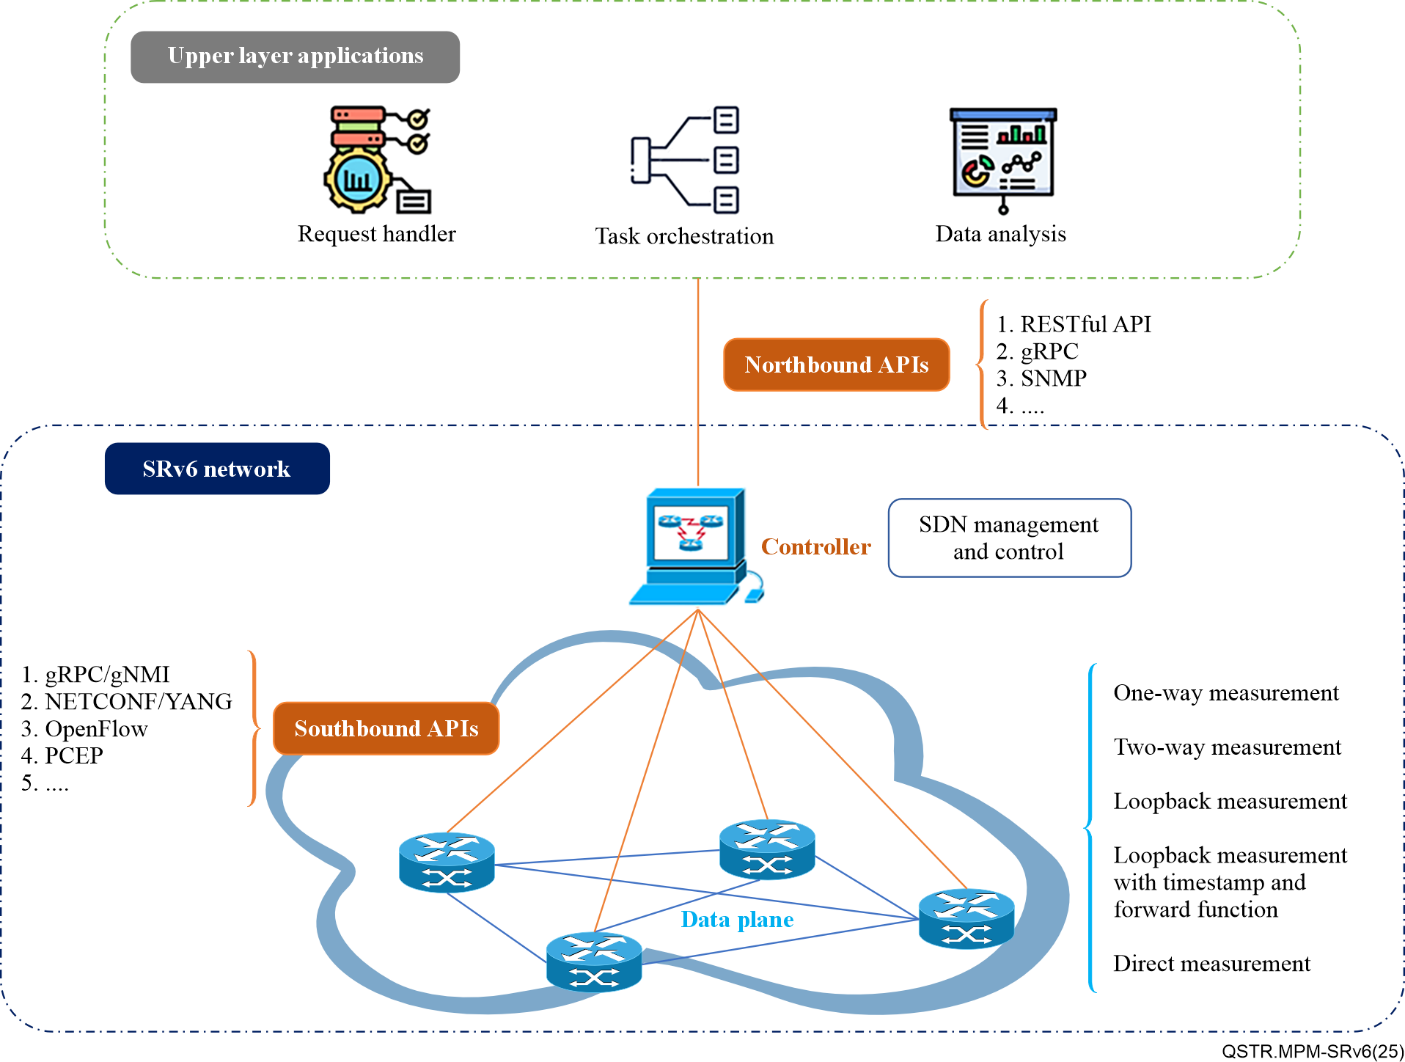 Upper layer applications
Request handler
Task orchestration
Data analysis
Northbound APIs
1. RESTful API
2. gRPC
3. SNMP
4. ....
SRv6 network
Controller
SDN management
and control
1. gRPC/gNMI
2. NETCONF/YANG
3. OpenFlow
4. PCEP
5. ....
Southbound APIs
Data plane
One-way measurement
Two-way measurement
Loopback measurement
Loopback measurement
with timestamp and
forward function
Direct measurement
QSTR.MPM-SRv6(25)